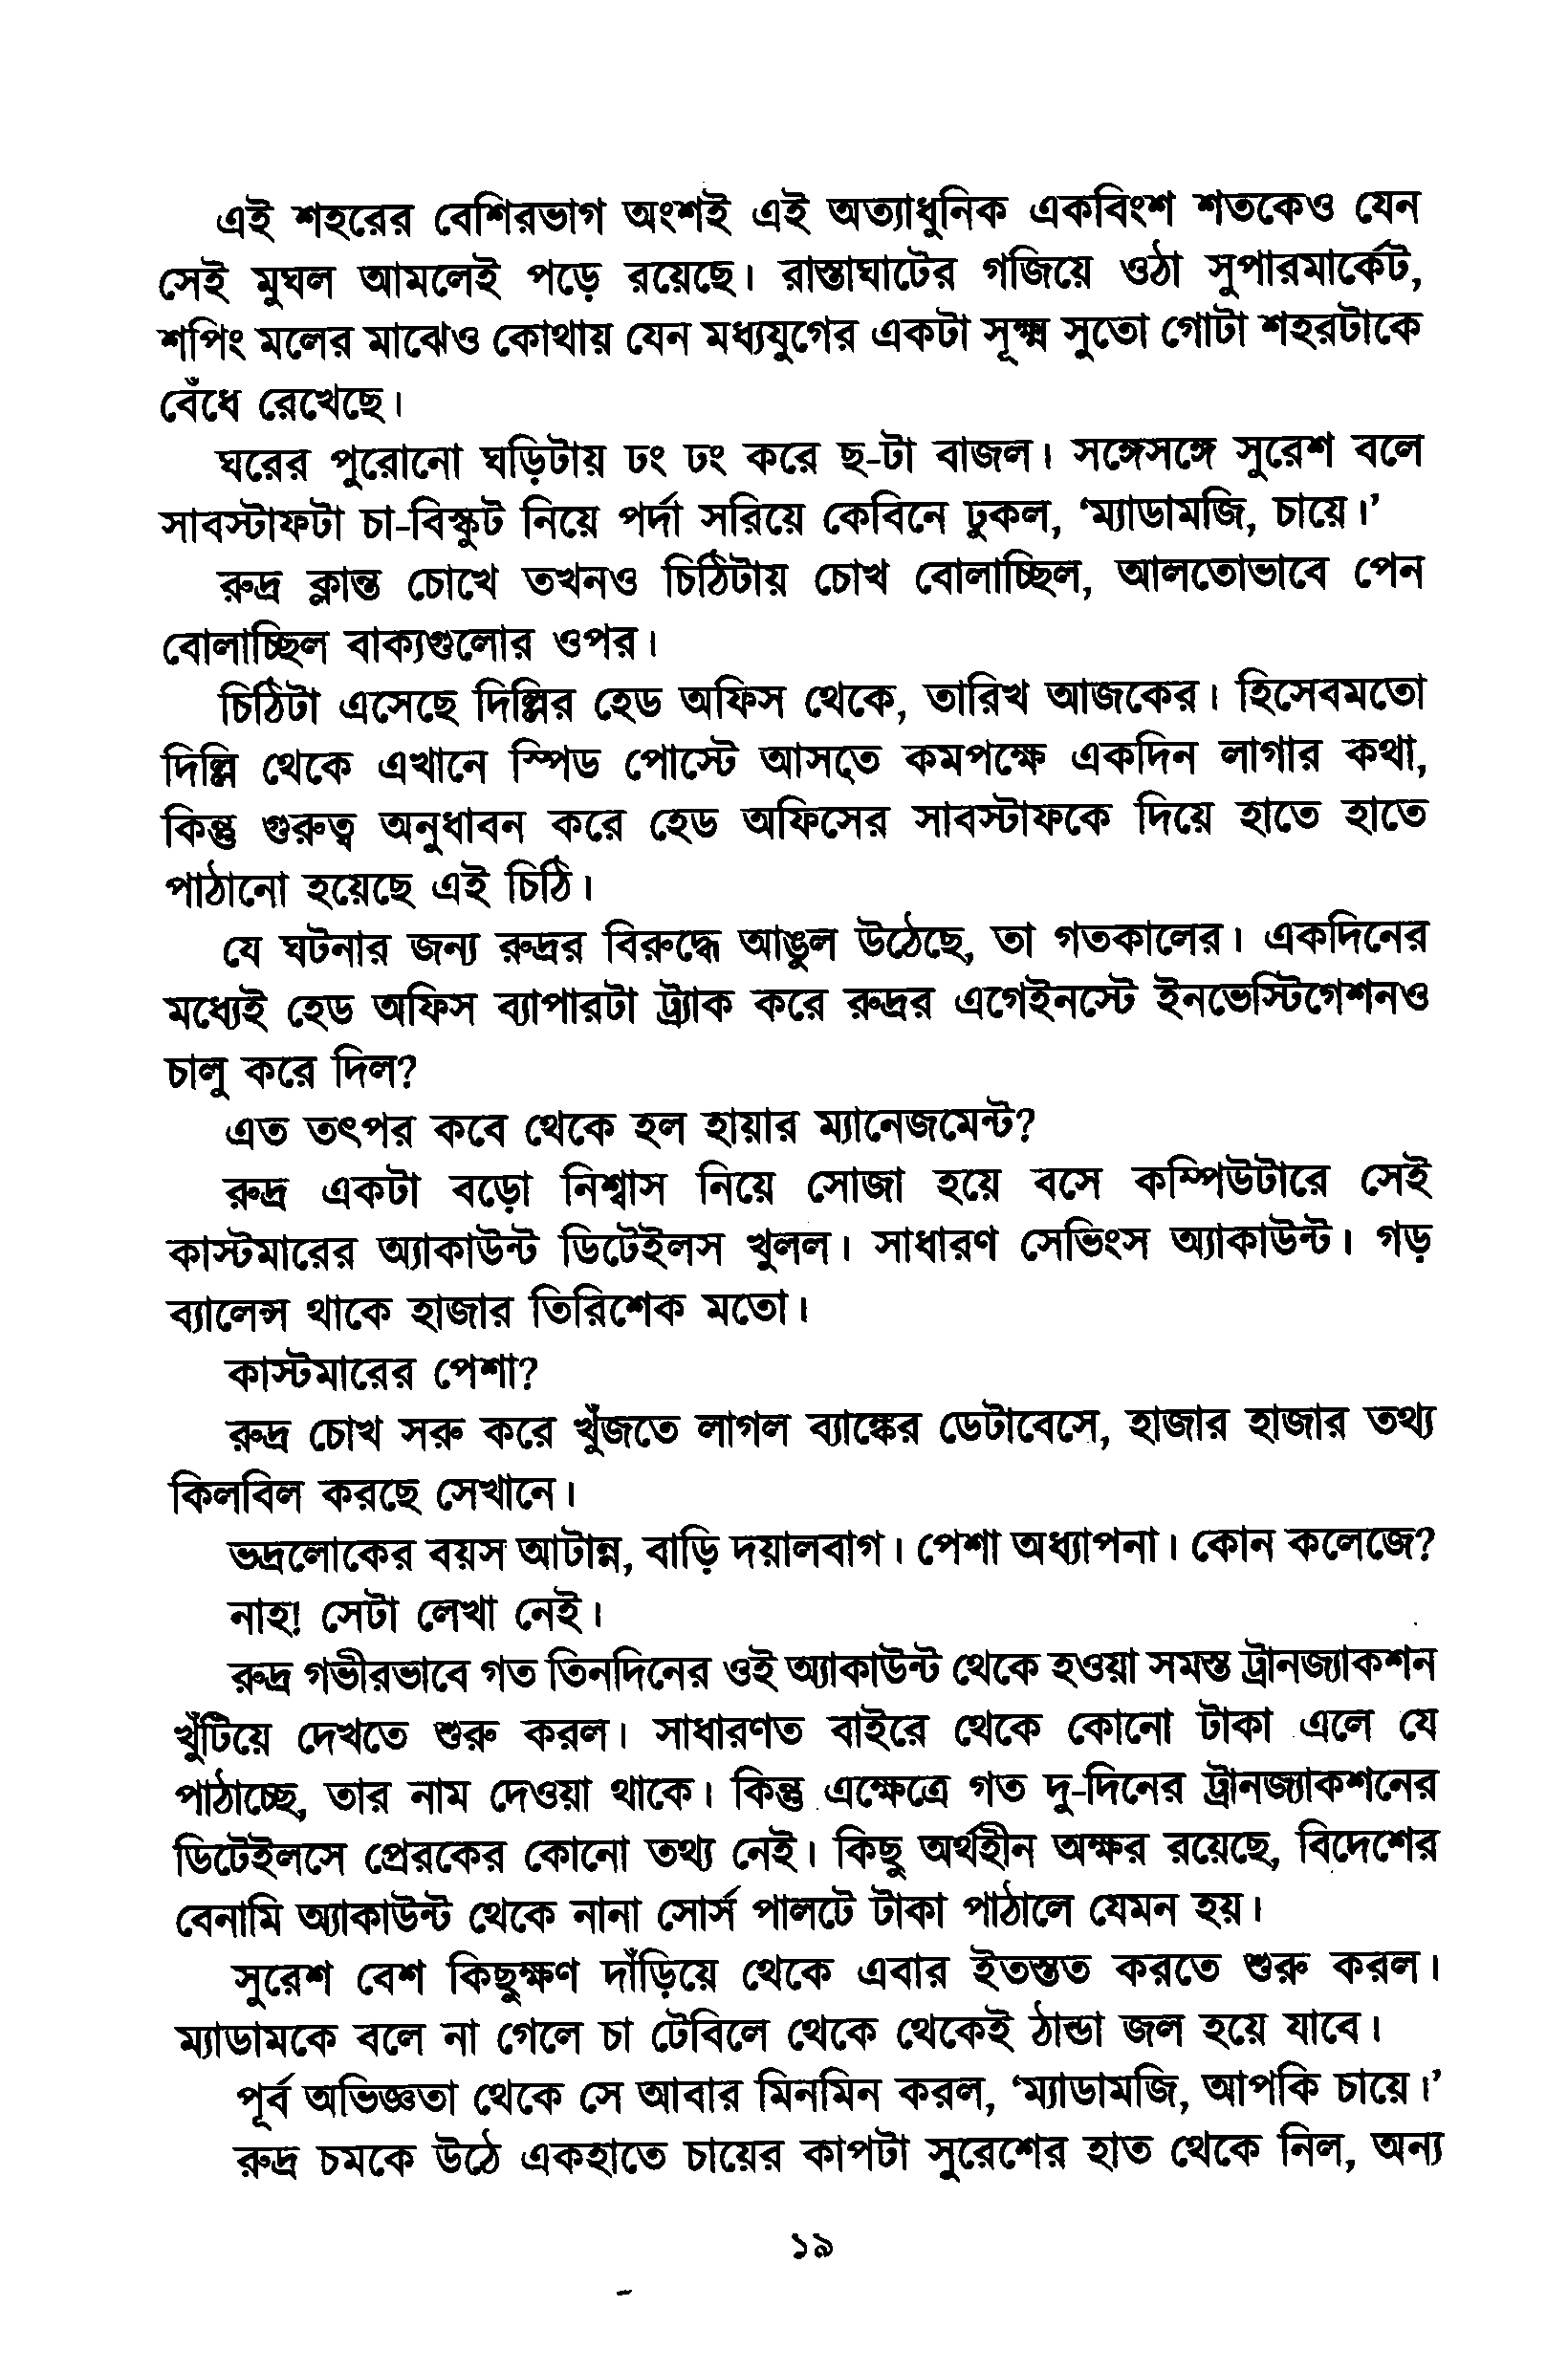 এই শহরের বেশিরভাগ অংশই এই অত্যাধুনিক একবিংশ শতকেও যেন
সেই মুঘল আমলেই পড়ে রয়েছে। রাস্তাঘাটের গজিয়ে ওঠা সুপারমার্কেট,
শপিং মলের মাঝেও কোথায় যেন মধ্যযুগের একটা সূক্ষ্ম সুতো গোটা শহরটাকে
বেঁধে রেখেছে।
ঘরের পুরোনো ঘড়িটায় ঢং ঢং করে ছ-টা বাজল। সঙ্গেসঙ্গে সুরেশ বলে
সাবস্টাফটা চা-বিস্কুট নিয়ে পর্দা সরিয়ে কেবিনে ঢুকল, ‘ম্যাডামজি, চায়ে।’
রুদ্র ক্লান্ত চোখে তখনও চিঠিটায় চোখ বোলাচ্ছিল, আলতোভাবে পেন
বোলাচ্ছিল বাক্যগুলোর ওপর।
চিঠিটা এসেছে দিল্লির হেড অফিস থেকে, তারিখ আজকের। হিসেবমতো
দিল্লি থেকে এখানে স্পিড পোস্টে আসতে কমপক্ষে একদিন লাগার কথা,
কিন্তু গুরুত্ব অনুধাবন করে হেড অফিসের সাবস্টাফকে দিয়ে হাতে হাতে
পাঠানো হয়েছে এই চিঠি।
যে ঘটনার জন্য রুদ্রর বিরুদ্ধে আঙুল উঠেছে, তা গতকালের। একদিনের
মধ্যেই হেড অফিস ব্যাপারটা ট্র্যাক করে রুদ্রর এগেইনস্টে ইনভেস্টিগেশনও
চালু করে দিল?
এত তৎপর কবে থেকে হল হায়ার ম্যানেজমেন্ট?
রুদ্র একটা বড়ো নিশ্বাস নিয়ে সোজা হয়ে বসে কম্পিউটারে সেই
কাস্টমারের অ্যাকাউন্ট ডিটেইলস খুলল। সাধারণ সেভিংস অ্যাকাউন্ট। গড়
ব্যালেন্স থাকে হাজার তিরিশেক মতো।
কাস্টমারের পেশা?
রুদ্র চোখ সরু করে খুঁজতে লাগল ব্যাঙ্কের ডেটাবেসে, হাজার হাজার তথ্য
কিলবিল করছে সেখানে।
ভদ্রলোকের বয়স আটান্ন, বাড়ি দয়ালবাগ। পেশা অধ্যাপনা। কোন কলেজে?
নাহ! সেটা লেখা নেই।
রুদ্র গভীরভাবে গত তিনদিনের ওই অ্যাকাউন্ট থেকে হওয়া সমস্ত ট্রানজ্যাকশন
খুঁটিয়ে দেখতে শুরু করল। সাধারণত বাইরে থেকে কোনো টাকা এলে যে
পাঠাচ্ছে, তার নাম দেওয়া থাকে। কিন্তু এক্ষেত্রে গত দু-দিনের ট্রানজ্যাকশনের
ডিটেইলসে প্রেরকের কোনো তথ্য নেই। কিছু অর্থহীন অক্ষর রয়েছে, বিদেশের
বেনামি অ্যাকাউন্ট থেকে নানা সোর্স পালটে টাকা পাঠালে যেমন হয়।
সুরেশ বেশ কিছুক্ষণ দাঁড়িয়ে থেকে এবার ইতস্তত করতে শুরু করল।
ম্যাডামকে বলে না গেলে চা টেবিলে থেকে থেকেই ঠান্ডা জল হয়ে যাবে।
পূর্ব অভিজ্ঞতা থেকে সে আবার মিনমিন করল, ‘ম্যাডামজি, আপকি চায়ে।’
রুদ্র চমকে উঠে একহাতে চায়ের কাপটা সুরেশের হাত থেকে নিল, অন্য
১৯